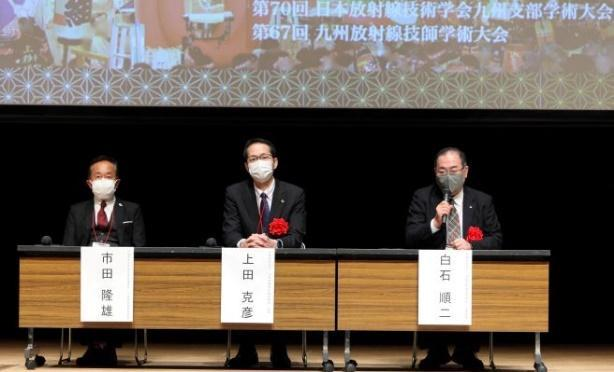 第70回 日本放射線技術学会九州支部学術大会
第67回 九州放射線技師学術大会
市田 隆雄
上田 克彦
白石 順二